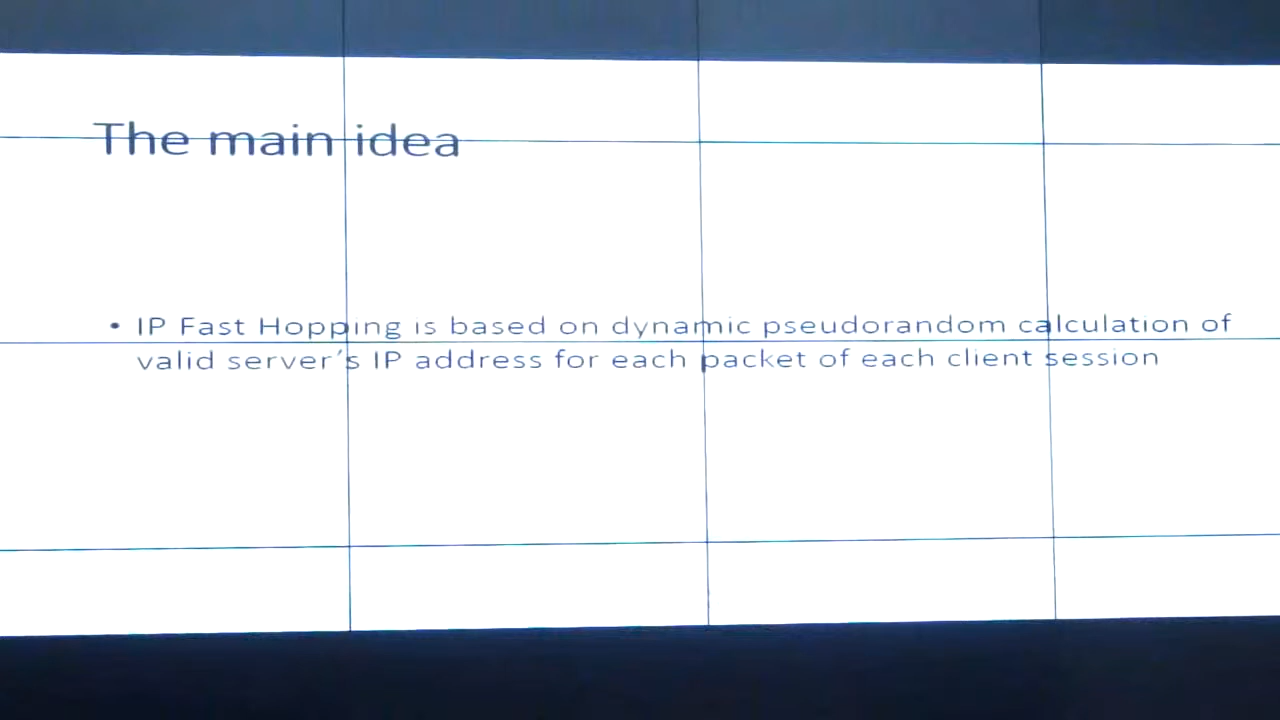 The main idea
• IP Fast Hopping is based on dynamic pseudorandom calculation of
valid server's IP address for each packet of each client session